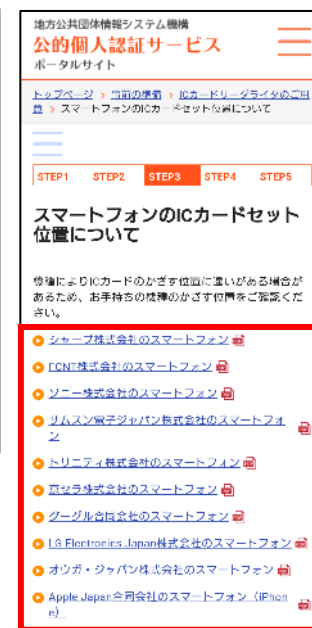 地方公共団体情報システム機構
公的個人認証サービス
ポータルサイト
トップページ > 事前の準備 > ICカードリーダライタのご用
意 > スマートフォンのICカードセット位置について
STEP1 STEP2 STEP3 STEP4 STEP5
スマートフォンのICカードセット
位置について
機種によりICカードのかざす位置に違いがある場合が
あるため、お手持ちの機種のかざす位置をご確認くだ
さい。
シャープ株式会社のスマートフォン
FCNT株式会社のスマートフォン
ソニー株式会社のスマートフォン
サムスン電子ジャパン株式会社のスマートフォ
ン
トリニティ株式会社のスマートフォン
京セラ株式会社のスマートフォン
グーグル合同会社のスマートフォン
LG Electronics Japan株式会社のスマートフォン
オウガ・ジャパン株式会社のスマートフォン
Apple Japan合同会社のスマートフォン（iPhon
e）